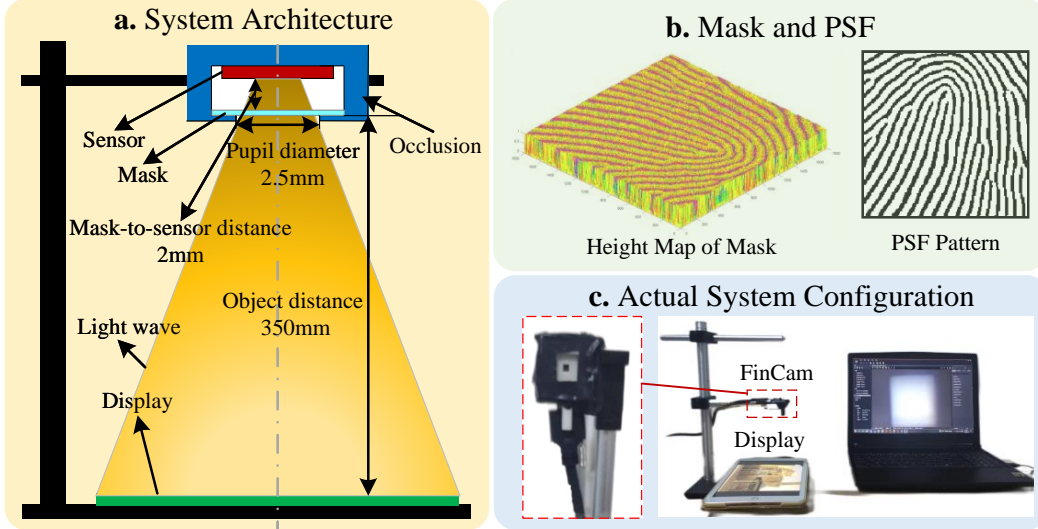 a. System Architecture
Sensor
Mask
Pupil diameter
2.5mm
Occlusion
Mask-to-sensor distance
2mm
Object distance
350mm
Light wave
Display
b. Mask and PSF
Height Map of Mask
PSF Pattern
c. Actual System Configuration
FinCam
Display